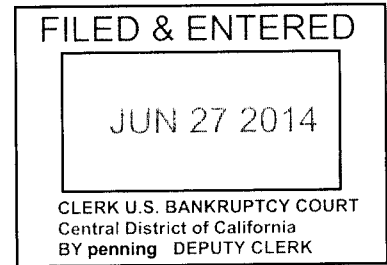 FILED & ENTERED
JUN 27 2014
CLERK U.S. BANKRUPTCY COURT
Central District of California
BY penning DEPUTY CLERK